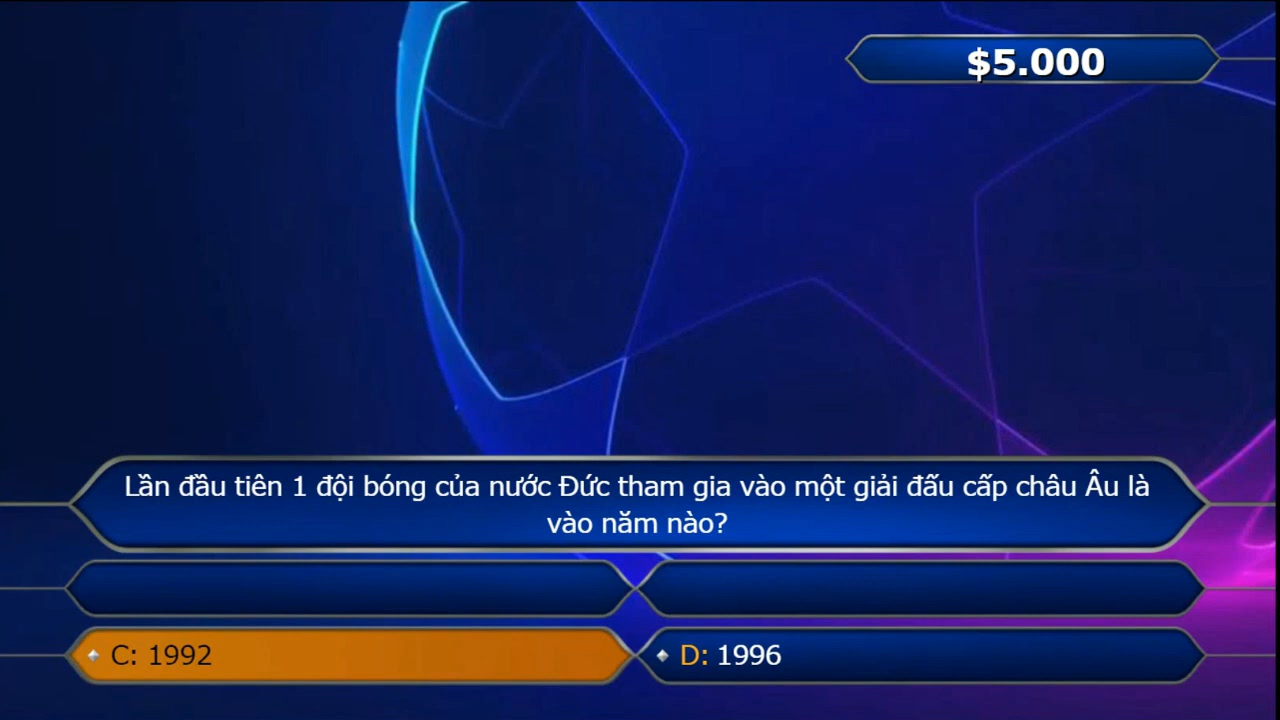 $5.000
Lần đầu tiên 1 đội bóng của nước Đức tham gia vào một giải đấu cấp châu Âu là
vào năm nào?
C: 1992
D: 1996